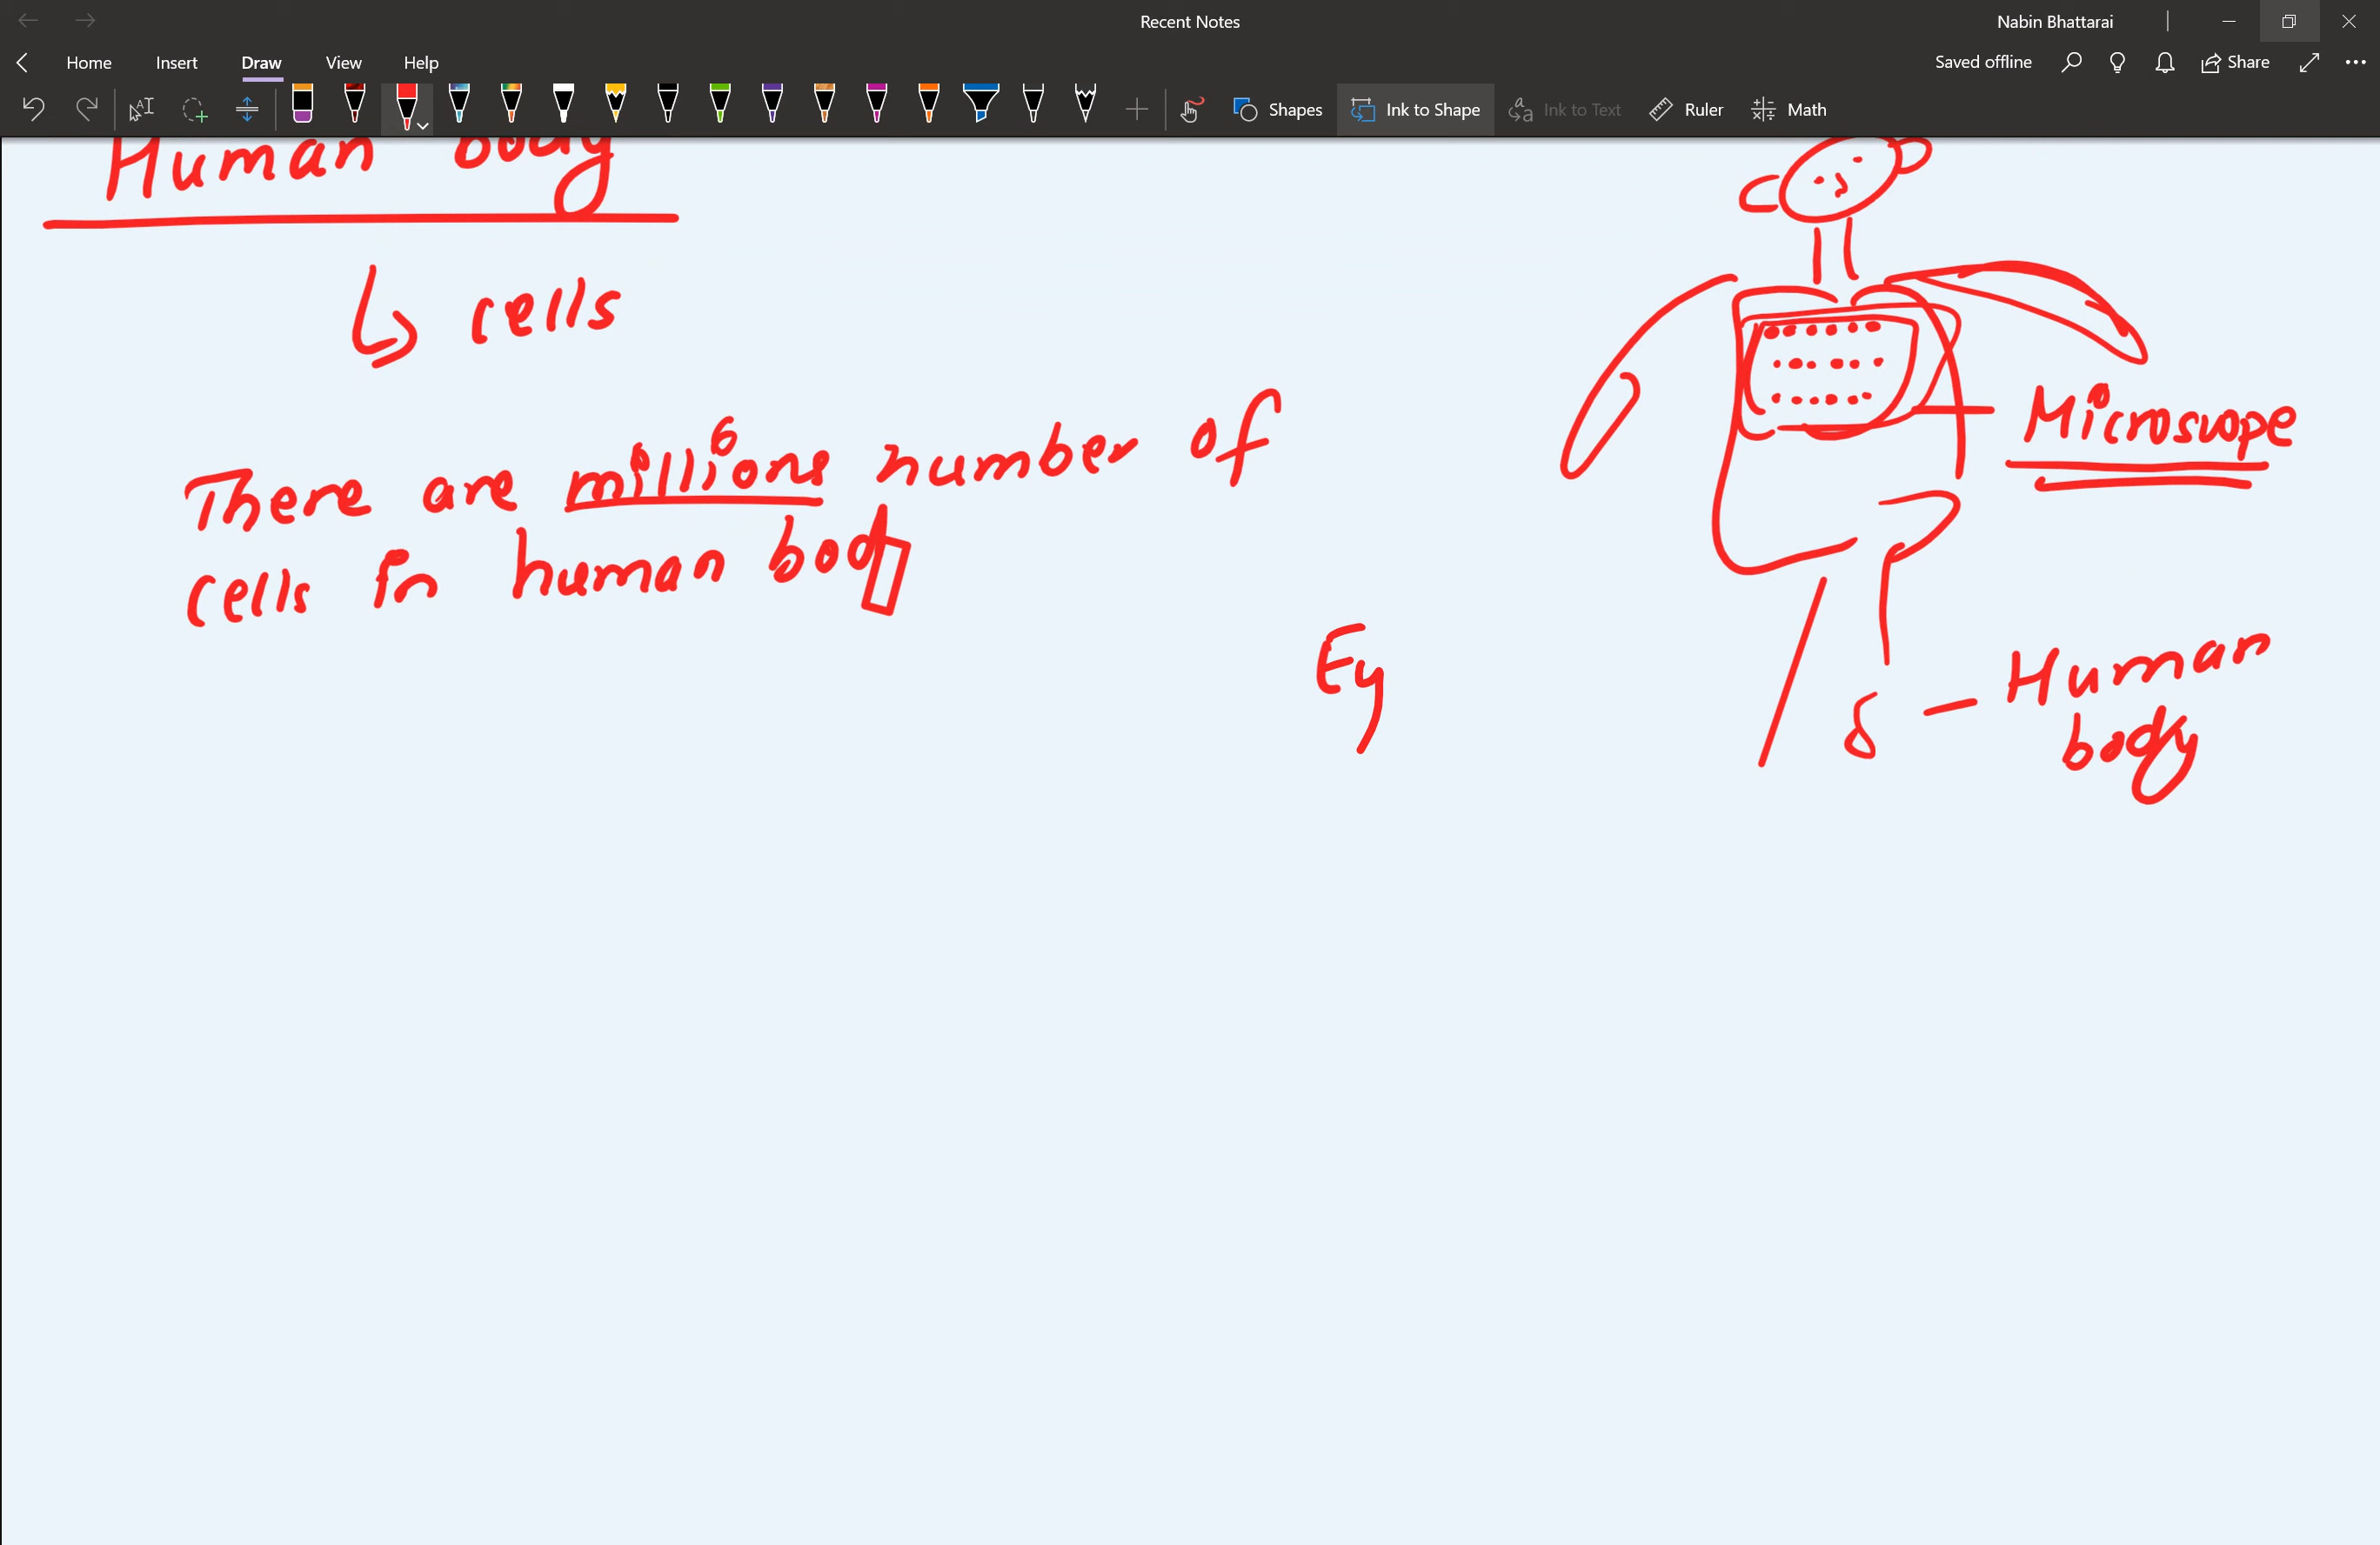 Recent Notes
Nabin Bhattarai
Home Insert Draw View Help
Saved offline
Share
Shapes
Ink to Shape
Ink to Text
Ruler
Math
Human body
↳ cells
There are millions number of
cells in human body
Microscope
Ey
— Human
body